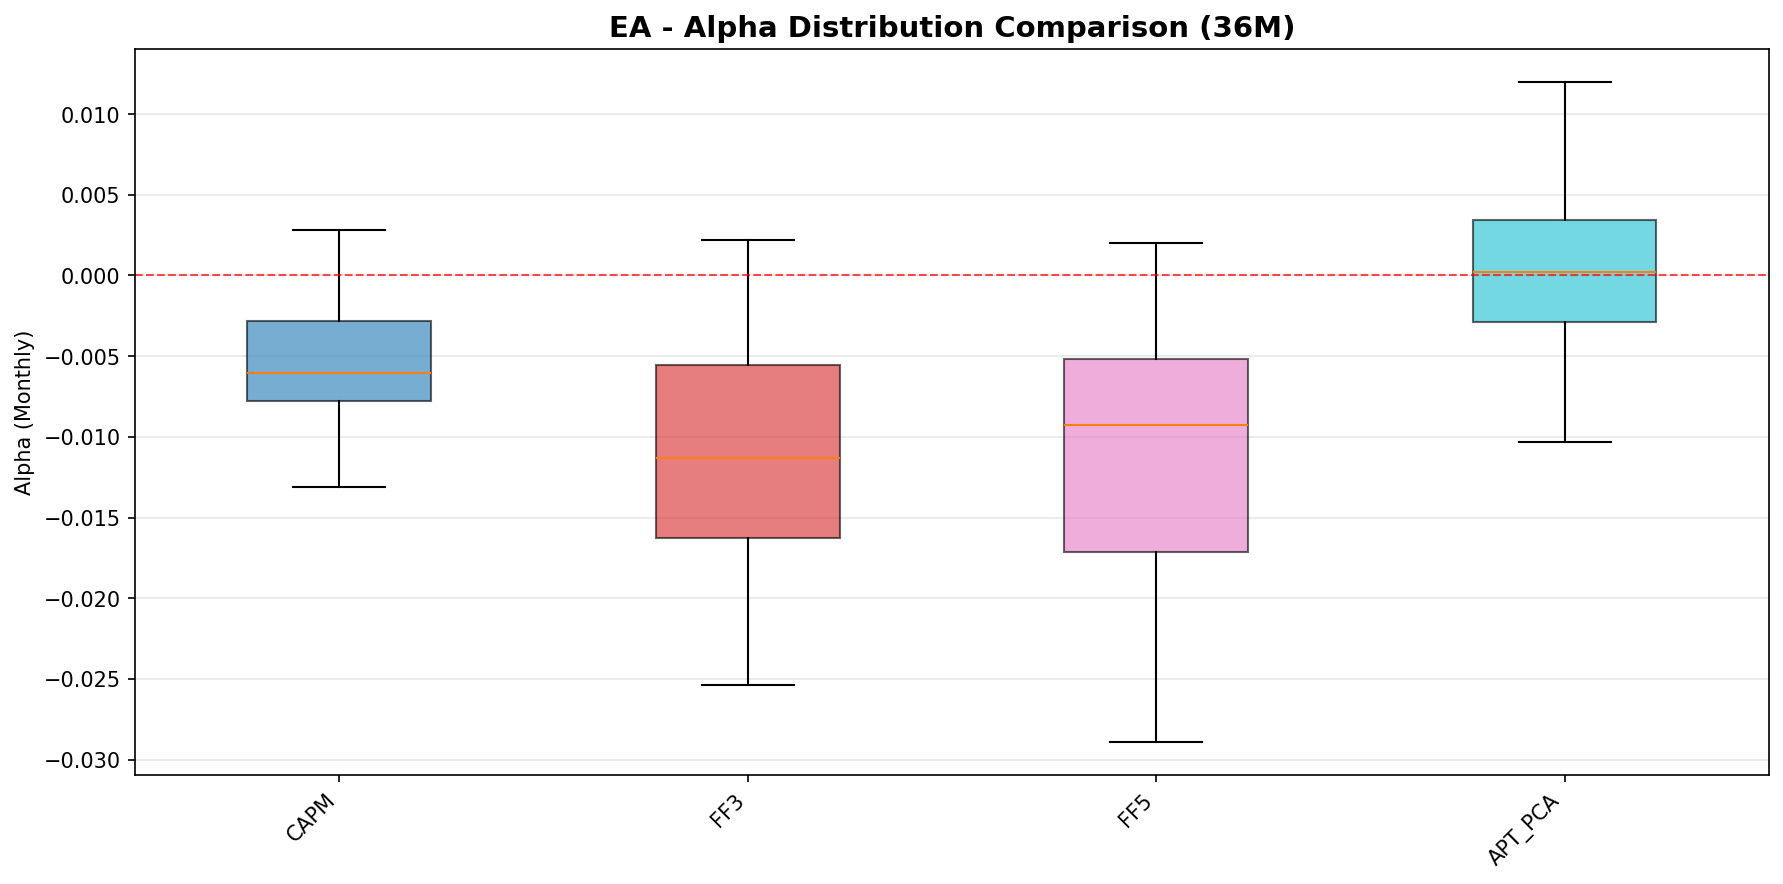 EA - Alpha Distribution Comparison (36M)
Alpha (Monthly)
0.010
0.005
0.000
−0.005
−0.010
−0.015
−0.020
−0.025
−0.030
CAPM
FF3
FF5
APT_PCA